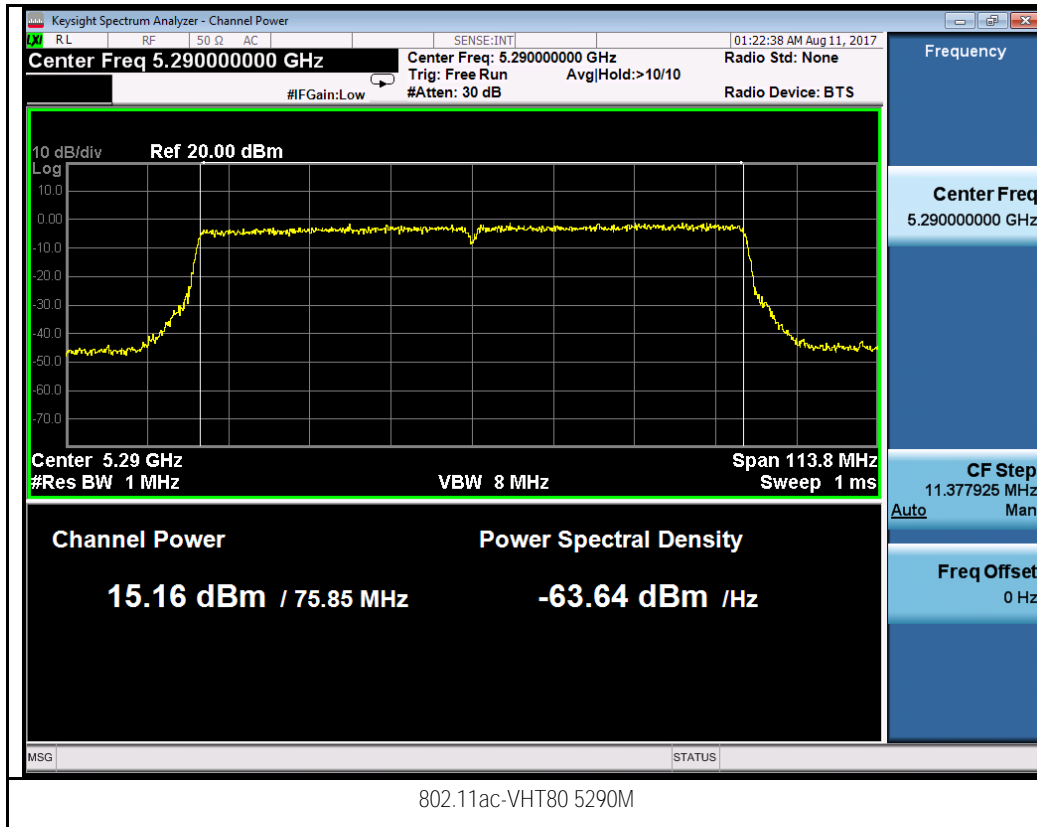 Keysight Spectrum Analyzer - Channel Power
LXI RL RF 50 Ω AC SENSE:INT 01:22:38 AM Aug 11, 2017
Center Freq 5.290000000 GHz
#IFGain:Low
Center Freq: 5.290000000 GHz
Trig: Free Run Avg|Hold:>10/10
#Atten: 30 dB
Radio Std: None
Radio Device: BTS
10 dB/div Ref 20.00 dBm
Log
10.0
0.00
-10.0
-20.0
-30.0
-40.0
-50.0
-60.0
-70.0
Center 5.29 GHz Span 113.8 MHz
#Res BW 1 MHz VBW 8 MHz Sweep 1 ms
Channel Power Power Spectral Density
15.16 dBm / 75.85 MHz -63.64 dBm /Hz
Frequency
Center Freq
5.290000000 GHz
CF Step
11.377925 MHz
Auto Man
Freq Offset
0 Hz
MSG STATUS
802.11ac-VHT80 5290M